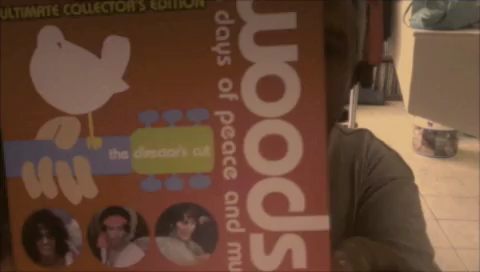 ULTIMATE COLLECTOR'S EDITION
the director's cut
days of peace and mu
woods